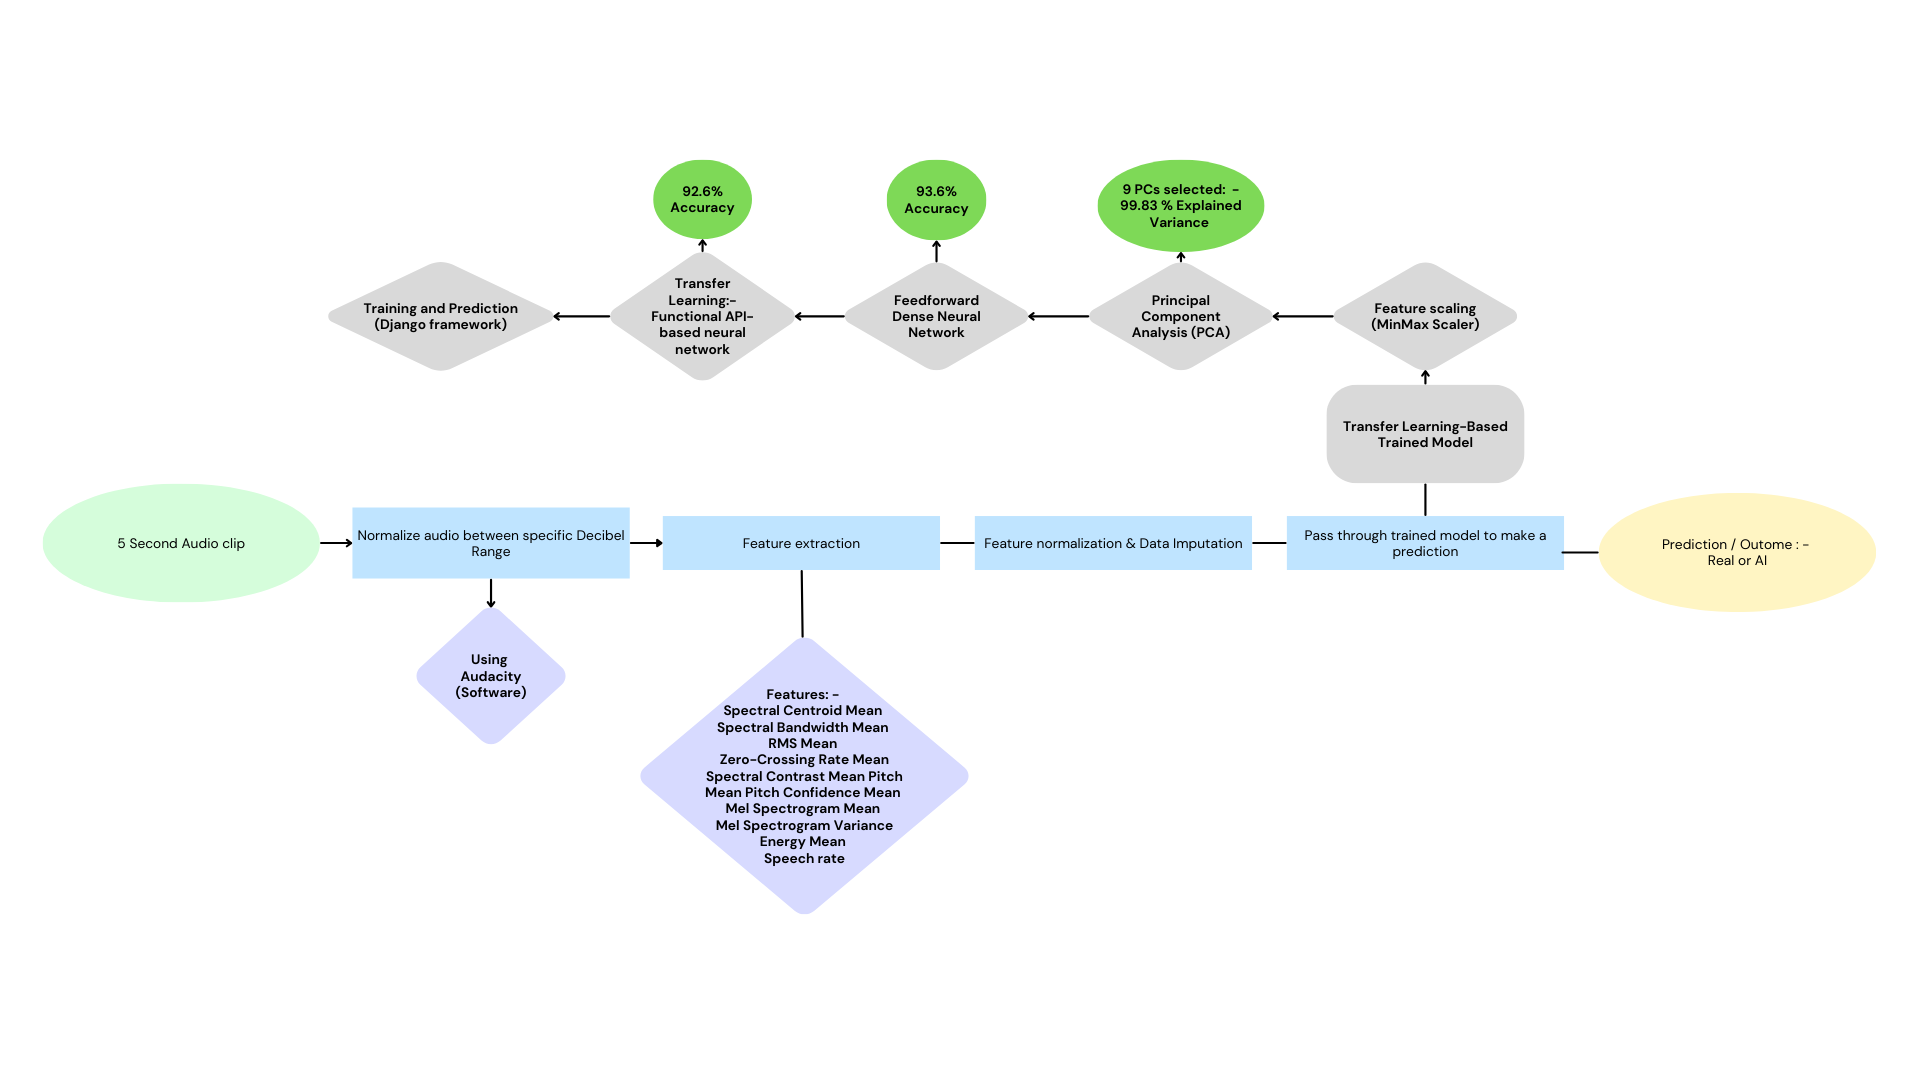 92.6%
Accuracy
93.6%
Accuracy
9 PCs selected: -
99.83 % Explained
Variance
Training and Prediction
(Django framework)
Transfer
Learning:-
Functional API-
based neural
network
Feedforward
Dense Neural
Network
Principal
Component
Analysis (PCA)
Feature scaling
(MinMax Scaler)
Transfer Learning-Based
Trained Model
5 Second Audio clip
Normalize audio between specific Decibel
Range
Feature extraction
Feature normalization & Data Imputation
Pass through trained model to make a
prediction
Prediction / Outome : -
Real or AI
Using
Audacity
(Software)
Features: -
Spectral Centroid Mean
Spectral Bandwidth Mean
RMS Mean
Zero-Crossing Rate Mean
Spectral Contrast Mean Pitch
Mean Pitch Confidence Mean
Mel Spectrogram Mean
Mel Spectrogram Variance
Energy Mean
Speech rate